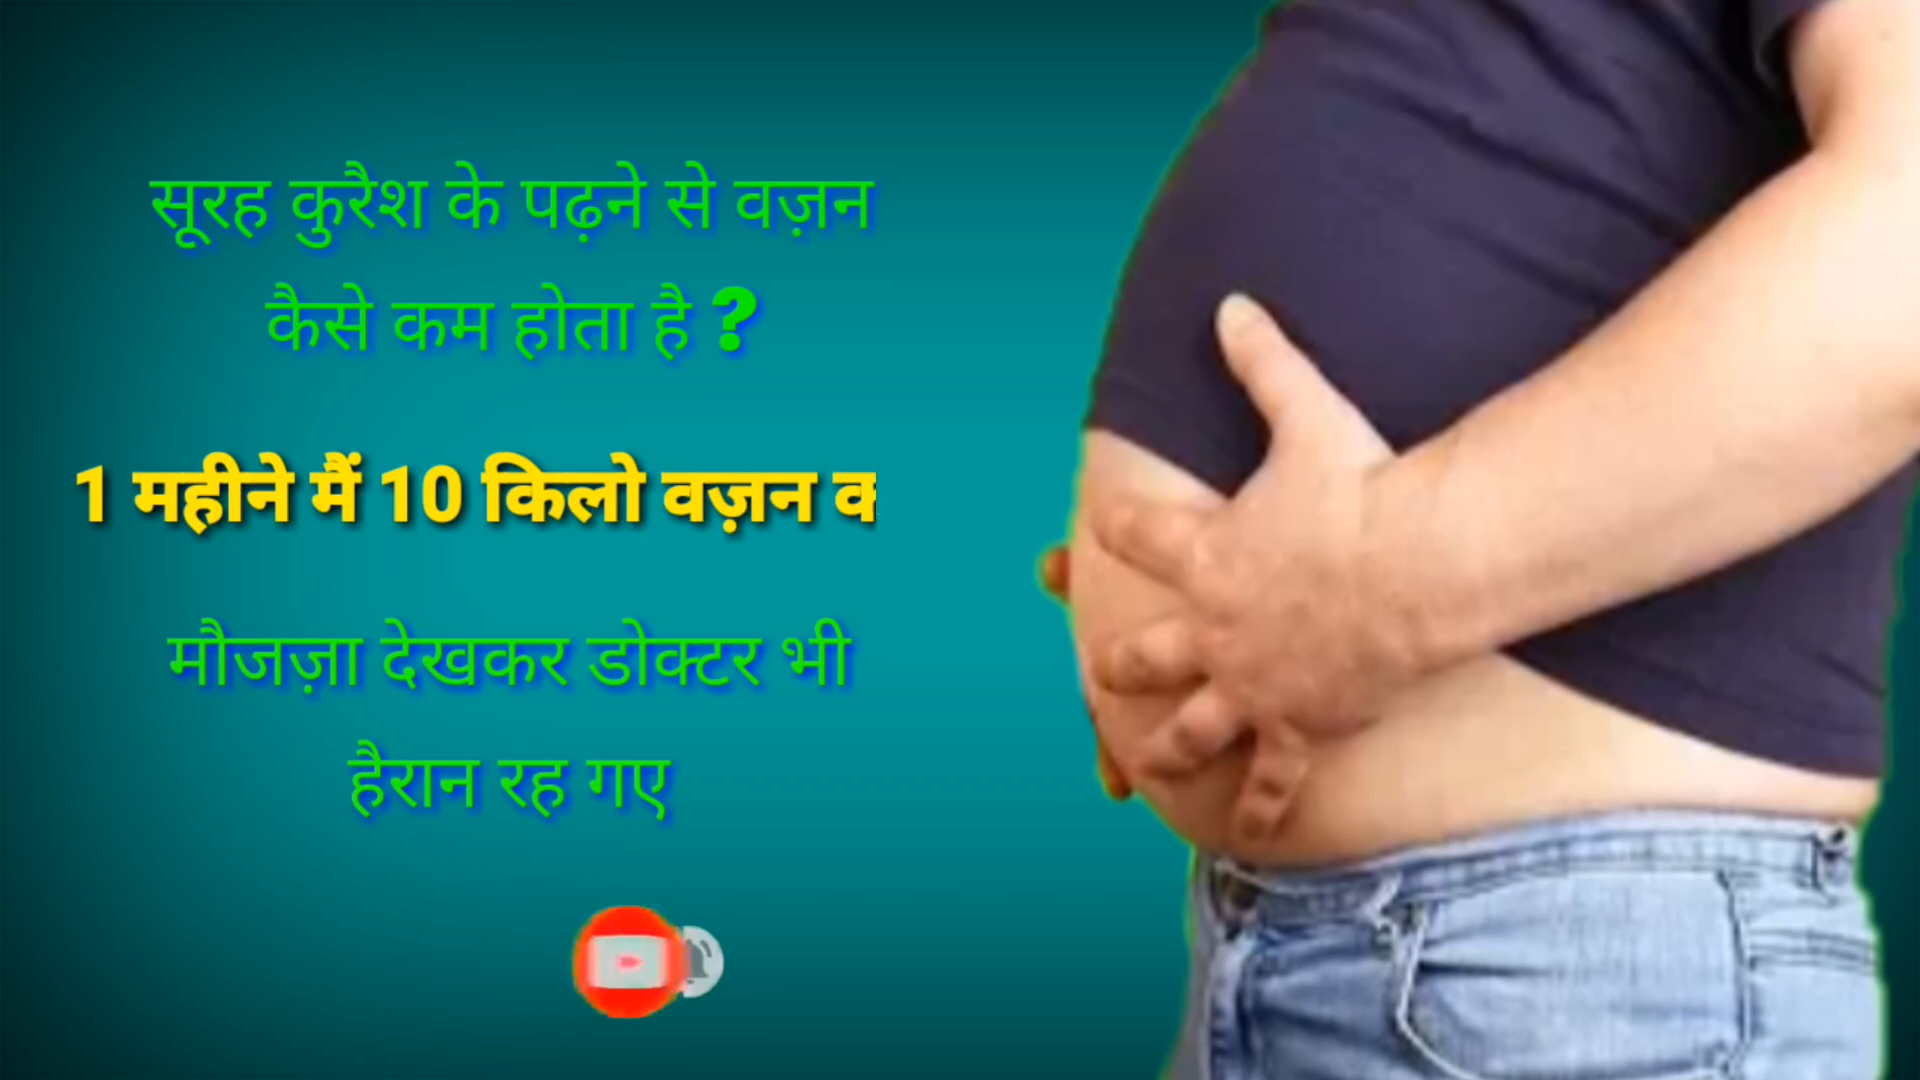 सूरह कुरैश के पढ़ने से वज़न
कैसे कम होता है ?
1 महीने मैं 10 किलो वज़न
मौजज़ा देखकर डोक्टर भी
हैरान रह गए